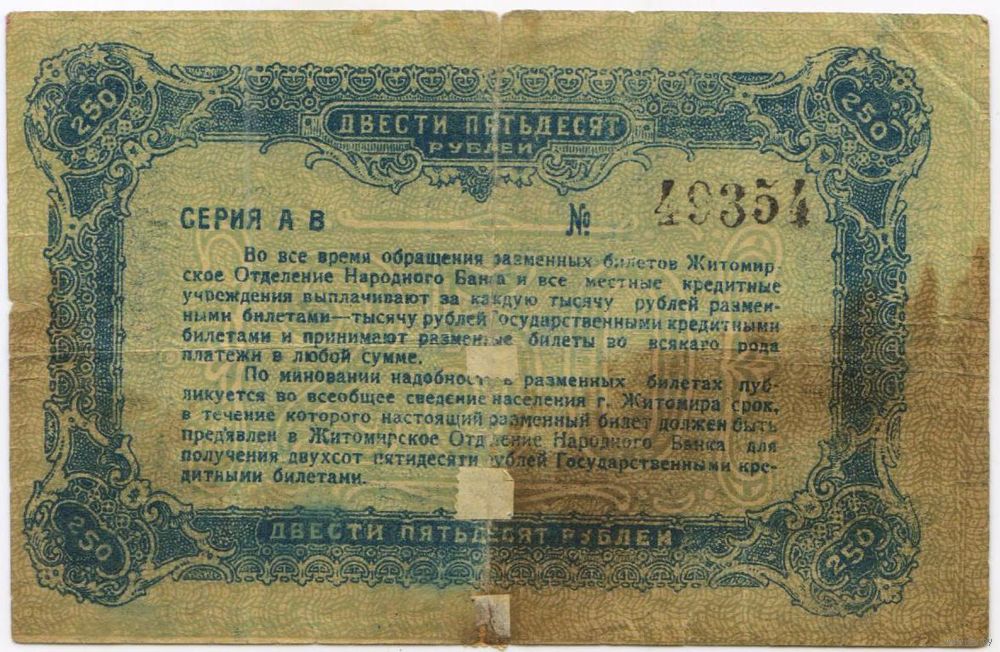 250
250
ДВЕСТИ ПЯТЬДЕСЯТ
РУБЛЕЙ
СЕРИЯ А В № 49354
Во все время обращения разменных билетов Житомир-
ское Отделение Народного Банка и все местные кредитные
учреждения выплачивают за каждую тысячу рублей размен-
ными билетами—тысячу рублей Государственными кредитными
билетами и принимают разменные билеты во всякаго рода
платежи в любой сумме.
По миновании надобности в разменных билетах пуб-
ликуется во всеобщее сведение населения г. Житомира срок,
в течение которого настоящий разменный билет должен быть
пред'явлен в Житомирское Отделение Народного Банка для
получения двухсот пятидесяти рублей Государственными кре-
дитными билетами.
250
250
ДВЕСТИ ПЯТЬДЕСЯТ РУБЛЕЙ